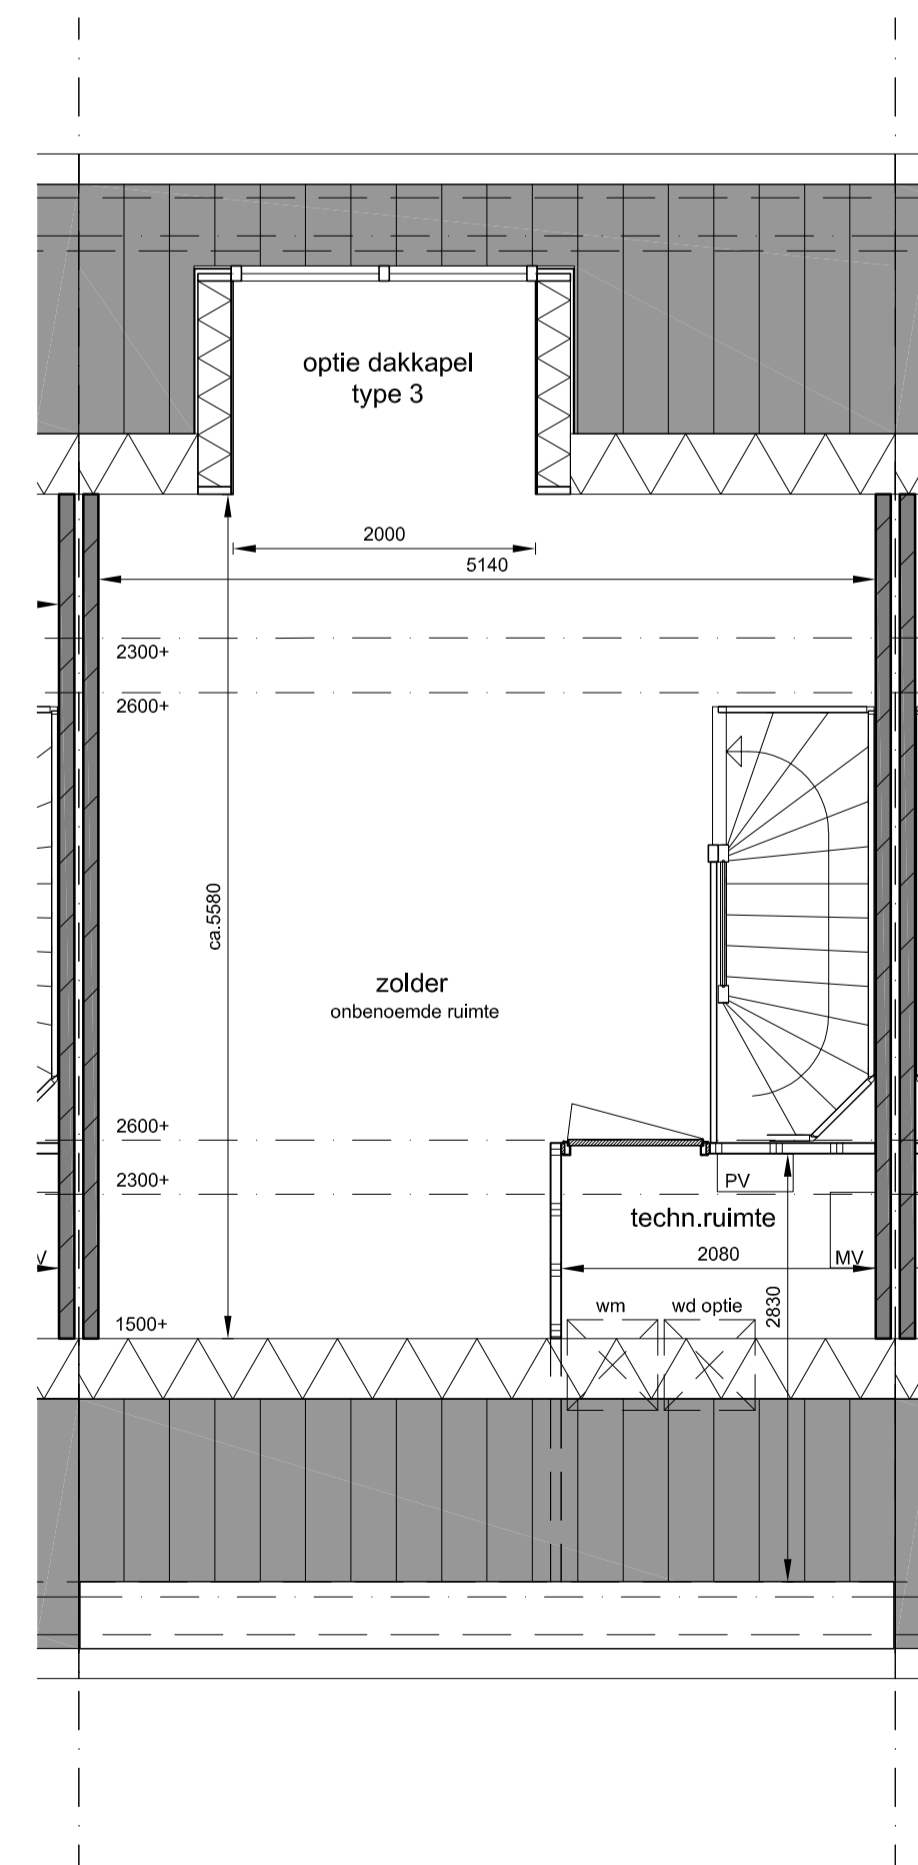 optie dakkapel
type 3
2000
5140
2300+
2600+
ca.5580
zolder
onbenoemde ruimte
2600+
2300+
PV
techn.ruimte
2080
MV
V
2830
wm
wd optie
1500+